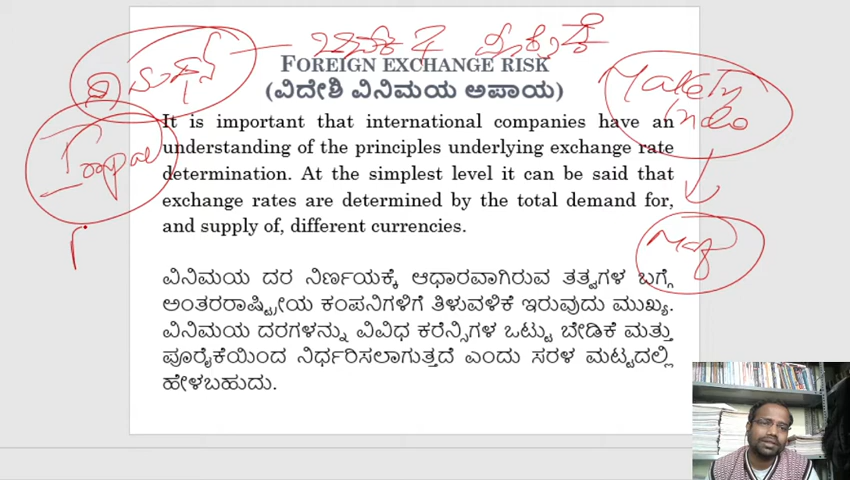 Make In
FOREIGN EXCHANGE RISK
(ವಿದೇಶಿ ವಿನಿಮಯ ಅಪಾಯ)
It is important that international companies have an
understanding of the principles underlying exchange rate
determination. At the simplest level it can be said that
exchange rates are determined by the total demand for,
and supply of, different currencies.
ವಿನಿಮಯ ದರ ನಿರ್ಣಯಕ್ಕೆ ಆಧಾರವಾಗಿರುವ ತತ್ವಗಳ ಬಗ್ಗೆ
ಅಂತರರಾಷ್ಟ್ರೀಯ ಕಂಪನಿಗಳಿಗೆ ತಿಳುವಳಿಕೆ ಇರುವುದು ಮುಖ್ಯ.
ವಿನಿಮಯ ದರಗಳನ್ನು ವಿವಿಧ ಕರೆನ್ಸಿಗಳ ಒಟ್ಟು ಬೇಡಿಕೆ ಮತ್ತು
ಪೂರೈಕೆಯಿಂದ ನಿರ್ಧರಿಸಲಾಗುತ್ತದೆ ಎಂದು ಸರಳ ಮಟ್ಟದಲ್ಲಿ
ಹೇಳಬಹುದು.